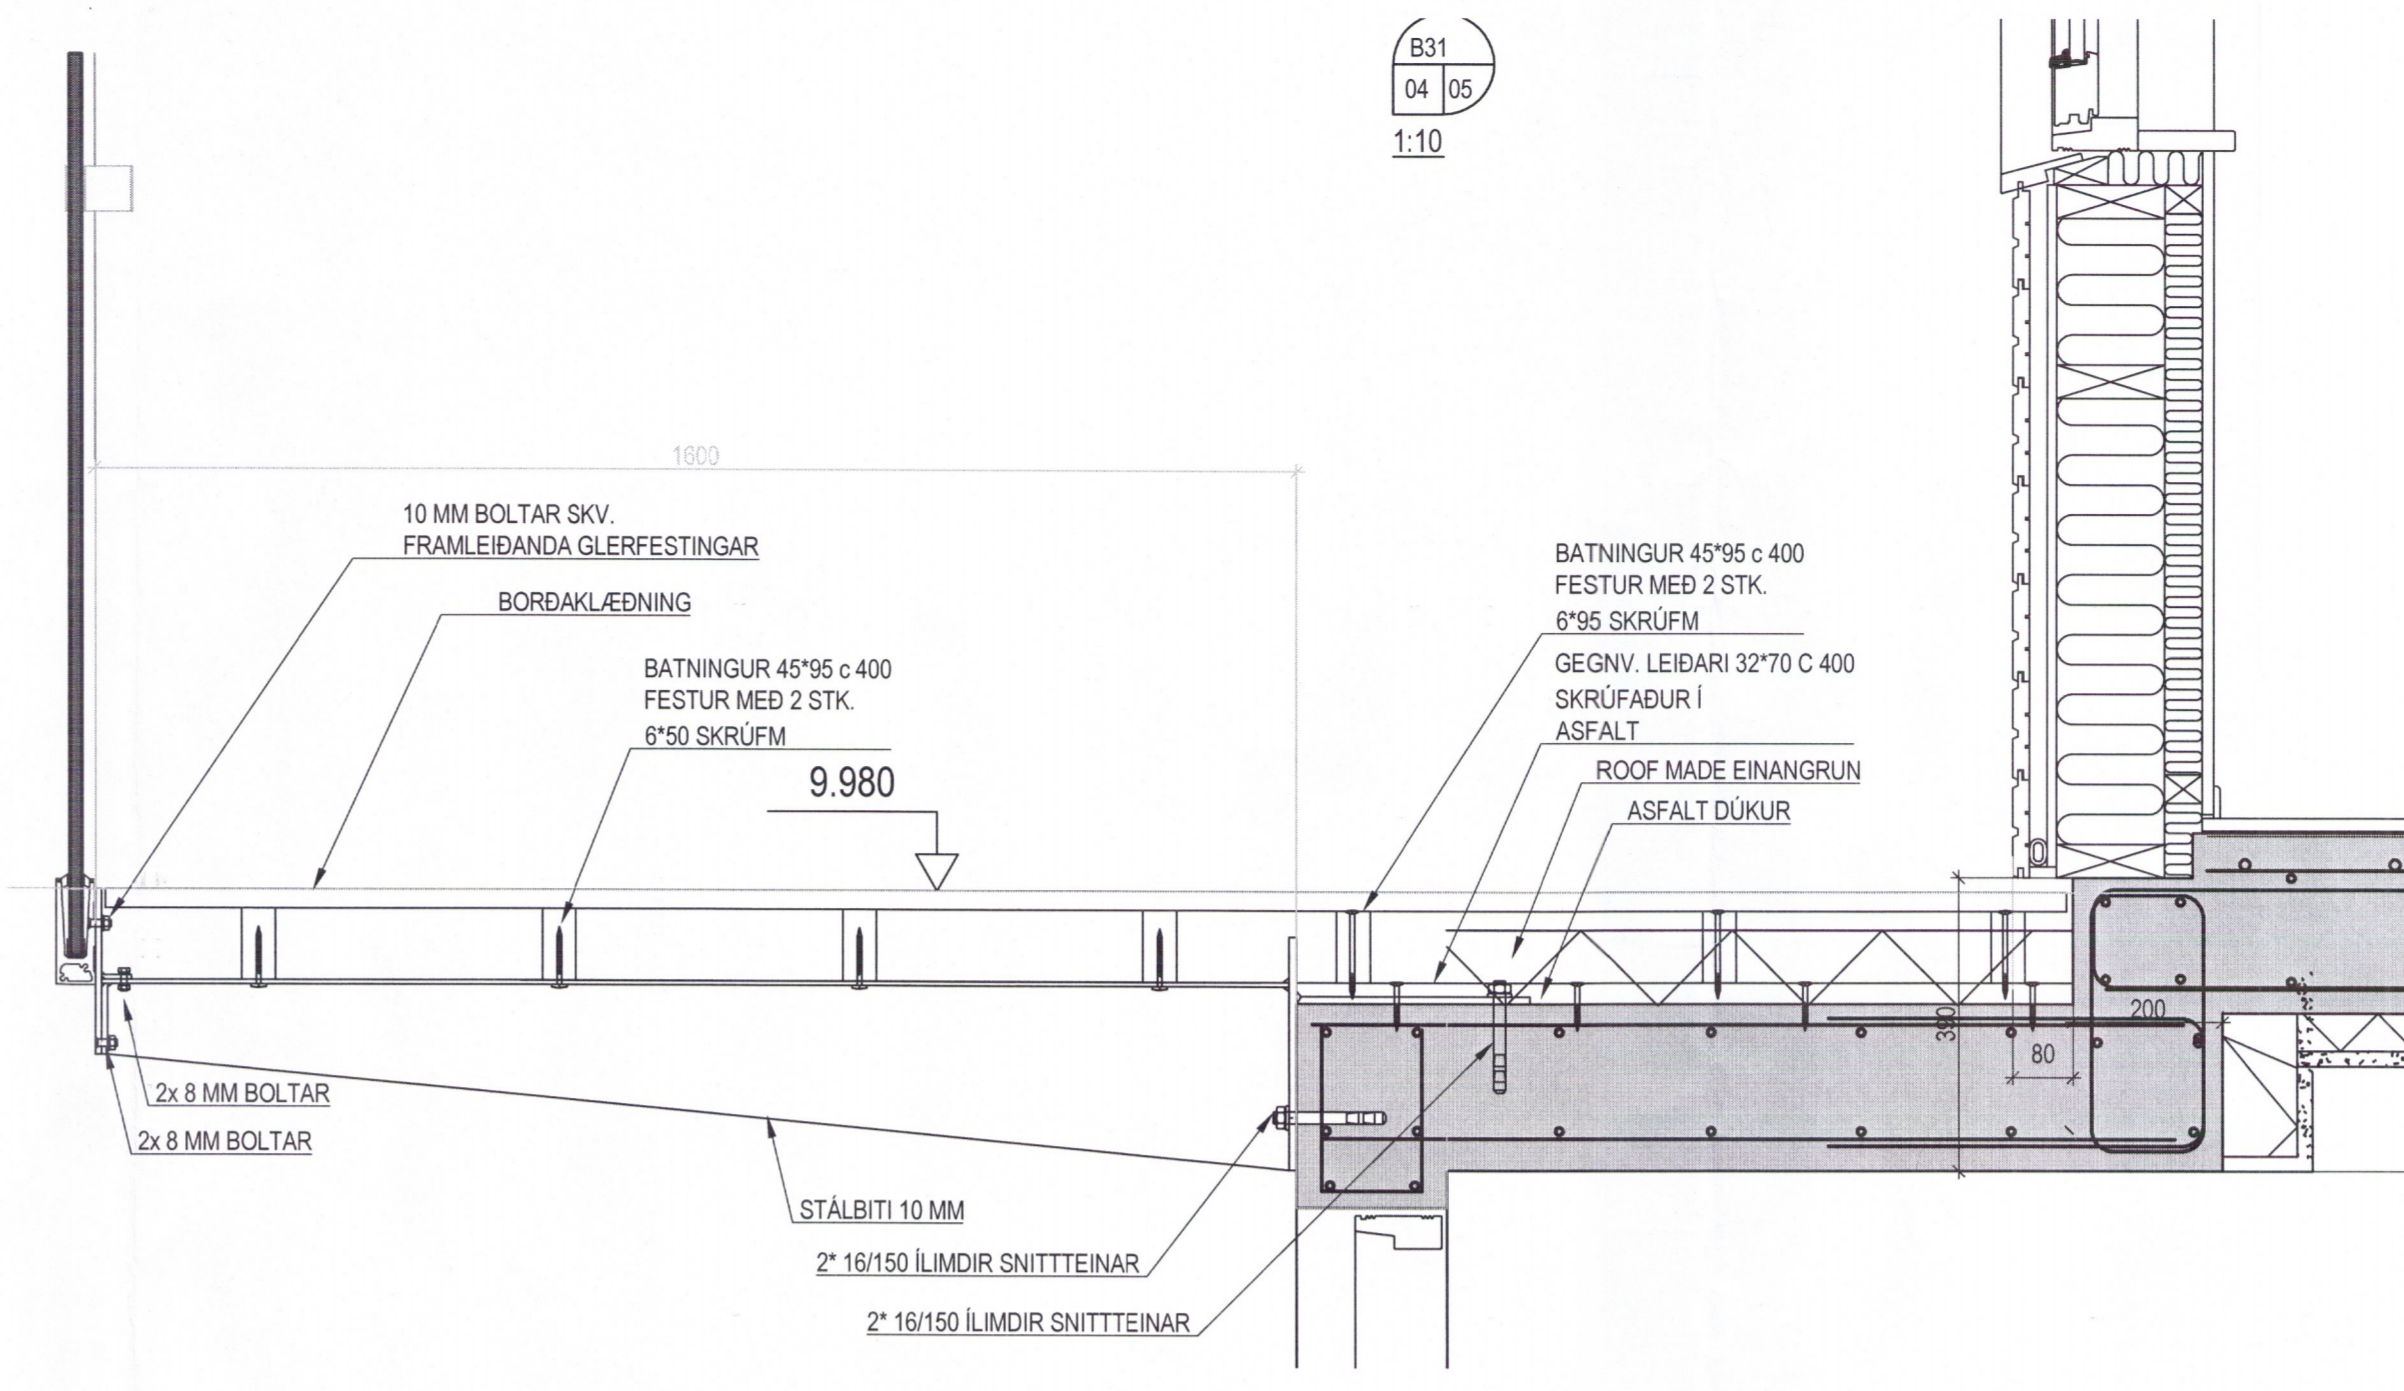 B31
04 05
1:10
1600
10 MM BOLTAR SKV.
FRAMLEIÐANDA GLERFESTINGAR
BORÐAKLÆÐNING
BATNINGUR 45*95 c 400
FESTUR MEÐ 2 STK.
6*50 SKRÚFM
9.980
BATNINGUR 45*95 c 400
FESTUR MEÐ 2 STK.
6*95 SKRÚFM
GEGNV. LEIÐARI 32*70 C 400
SKRÚFAÐUR Í
ASFALT
ROOF MADE EINANGRUN
ASFALT DÚKUR
390
200
80
2x 8 MM BOLTAR
2x 8 MM BOLTAR
STÁLBITI 10 MM
2* 16/150 ÍLIMDIR SNITTTEINAR
2* 16/150 ÍLIMDIR SNITTTEINAR